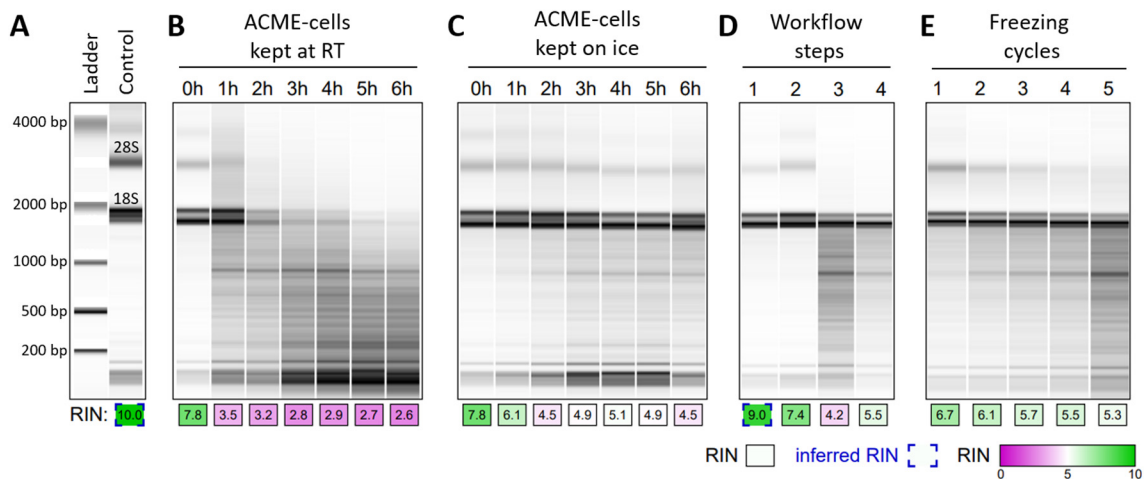 A
Ladder
Control
B
ACME-cells
kept at RT
0h 1h 2h 3h 4h 5h 6h
C
ACME-cells
kept on ice
0h 1h 2h 3h 4h 5h 6h
D
Workflow
steps
1 2 3 4
E
Freezing
cycles
1 2 3 4 5
4000 bp
28S
18S
2000 bp
1000 bp
500 bp
200 bp
RIN: 10.0 7.8 3.5 3.2 2.8 2.9 2.7 2.6 7.8 6.1 4.5 4.9 5.1 4.9 4.5 9.0 7.4 4.2 5.5 6.7 6.1 5.7 5.5 5.3
RIN inferred RIN RIN
0 5 10